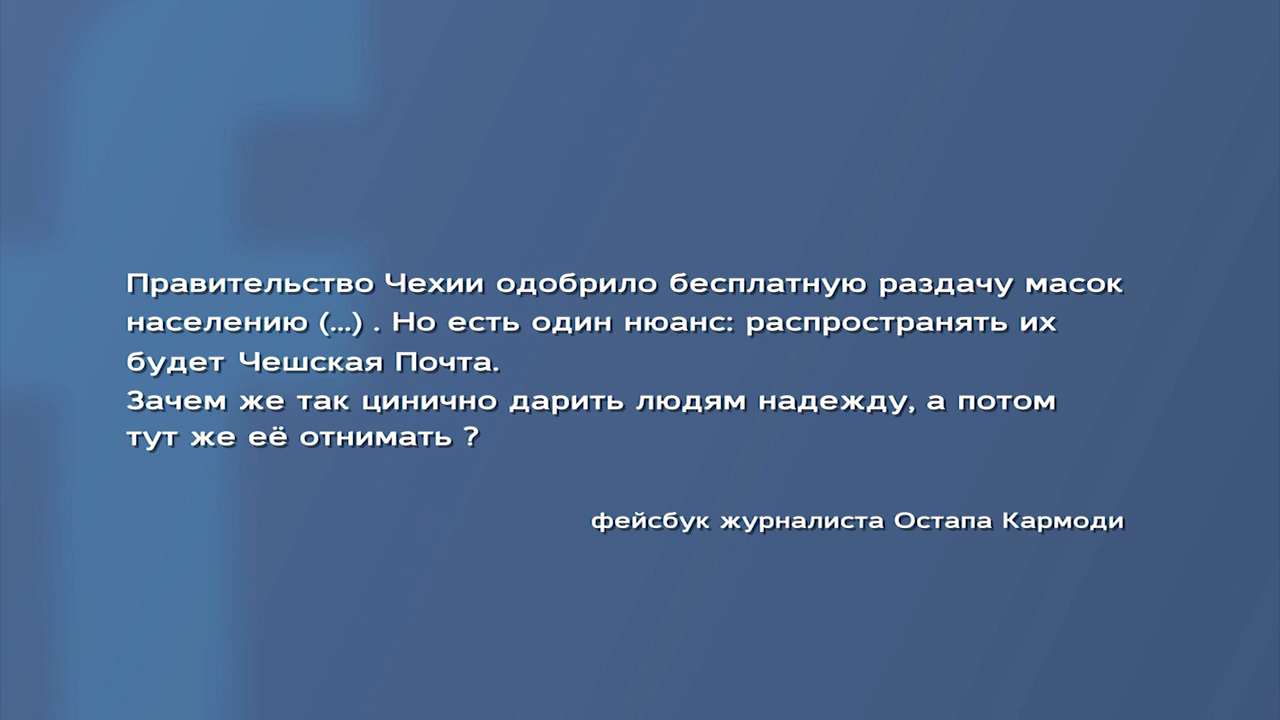 Правительство Чехии одобрило бесплатную раздачу масок
населению (...) . Но есть один нюанс: распространять их
будет Чешская Почта.
Зачем же так цинично дарить людям надежду, а потом
тут же её отнимать ?
фейсбук журналиста Остапа Кармоди